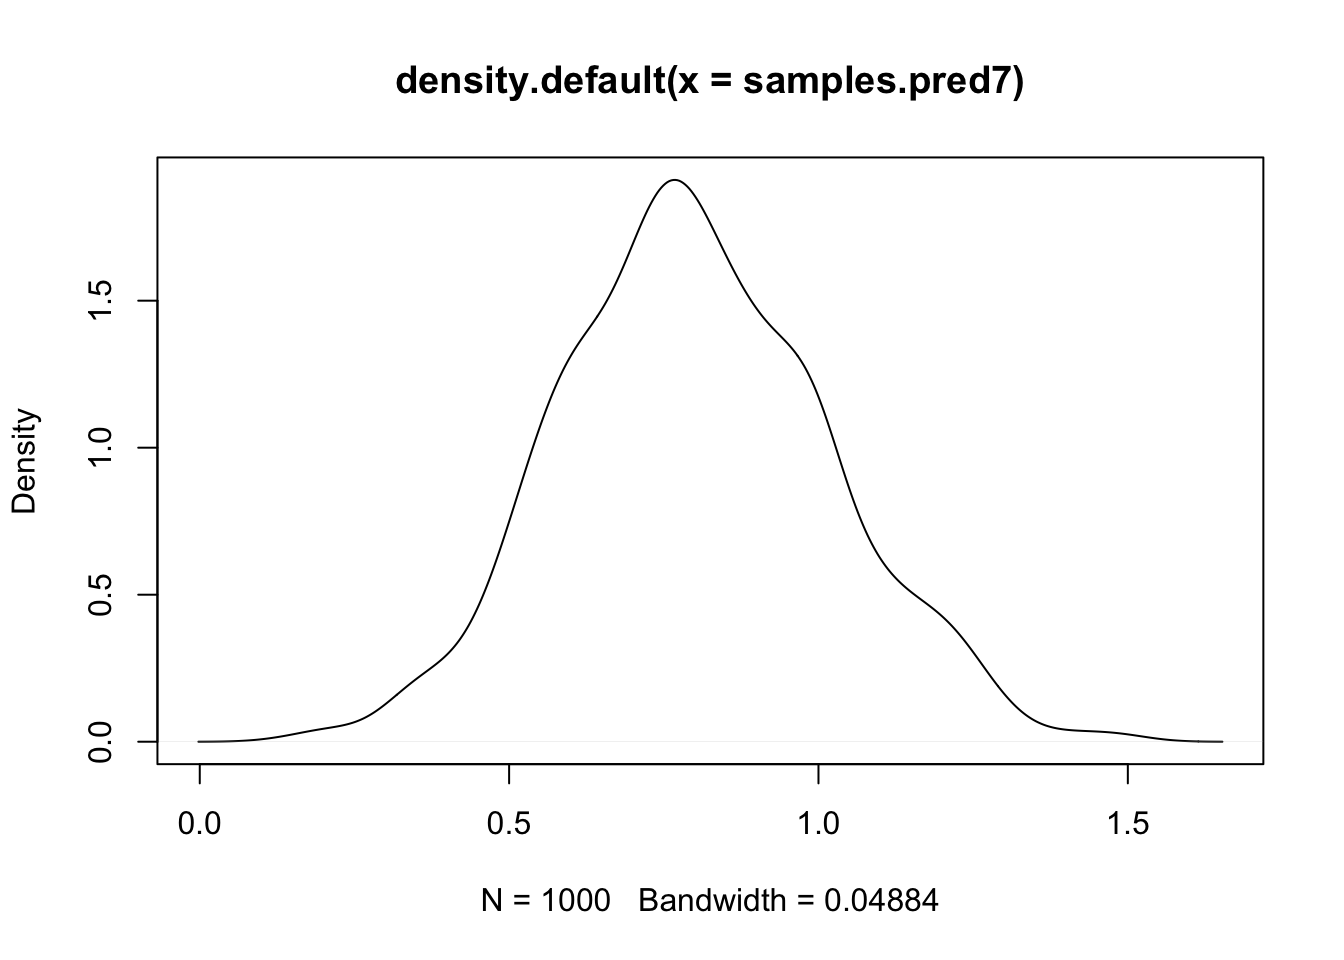 density.default(x = samples.pred7)
Density
0.0
0.5
1.0
1.5
0.0 0.5 1.0 1.5
N = 1000 Bandwidth = 0.04884